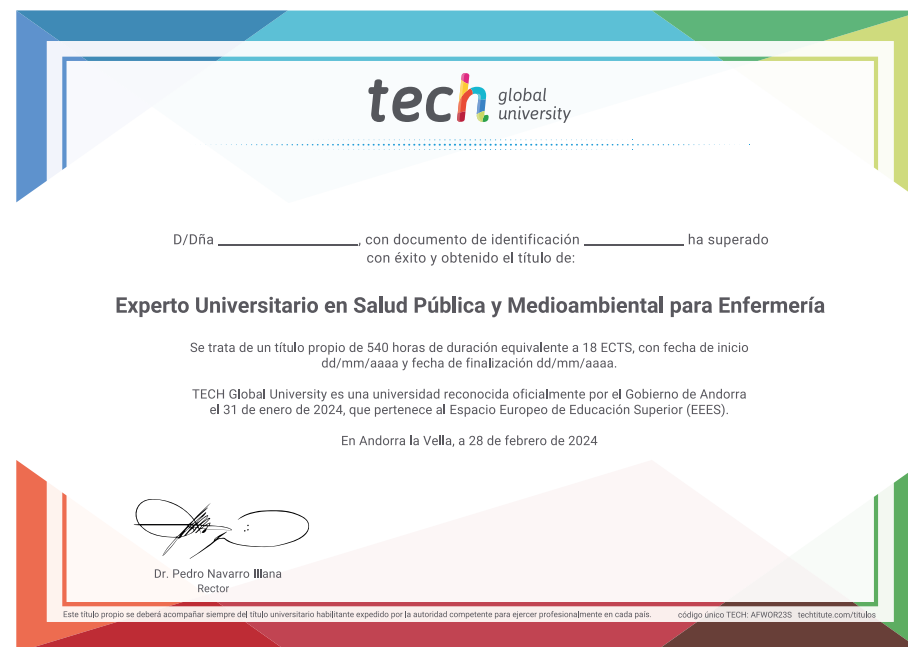 tech global
university
D/Dña ____________________, con documento de identificación ______________ ha superado
con éxito y obtenido el título de:
Experto Universitario en Salud Pública y Medioambiental para Enfermería
Se trata de un título propio de 540 horas de duración equivalente a 18 ECTS, con fecha de inicio
dd/mm/aaaa y fecha de finalización dd/mm/aaaa.
TECH Global University es una universidad reconocida oficialmente por el Gobierno de Andorra
el 31 de enero de 2024, que pertenece al Espacio Europeo de Educación Superior (EEES).
En Andorra la Vella, a 28 de febrero de 2024
Dr. Pedro Navarro Illana
Rector
Este título propio se deberá acompañar siempre del título universitario habilitante expedido por la autoridad competente para ejercer profesionalmente en cada país. código único TECH: AFWOR23S techtitute.com/titulos